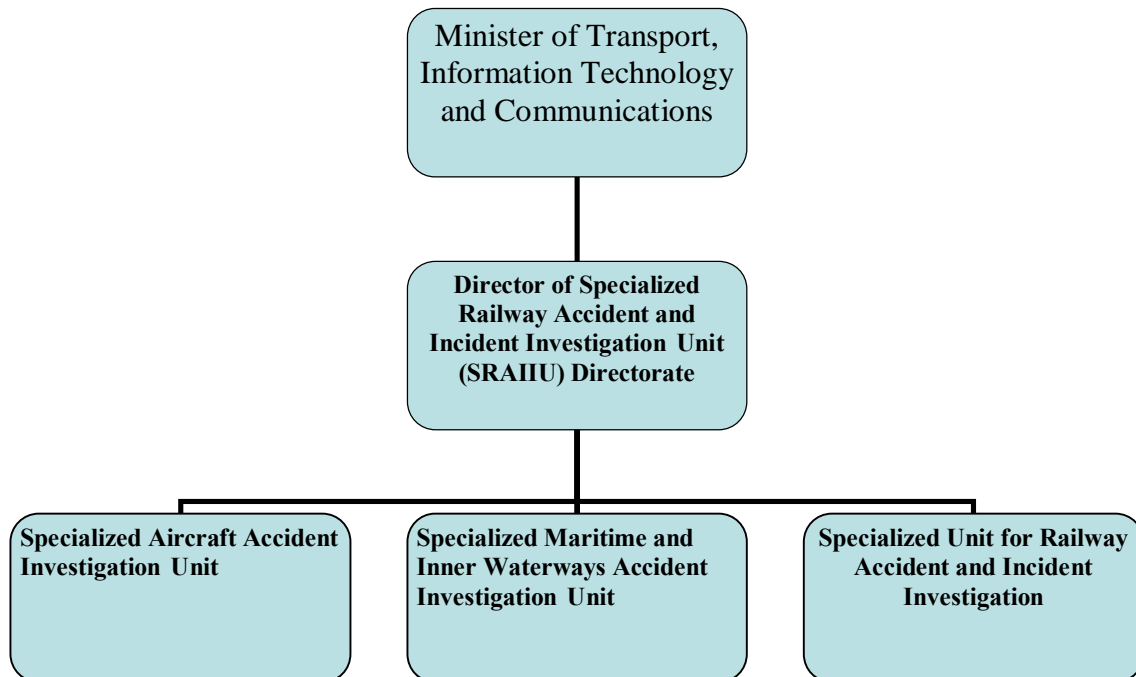 Minister of Transport,
Information Technology
and Communications
Director of Specialized
Railway Accident and
Incident Investigation Unit
(SRAIIU) Directorate
Specialized Aircraft Accident
Investigation Unit
Specialized Maritime and
Inner Waterways Accident
Investigation Unit
Specialized Unit for Railway
Accident and Incident
Investigation